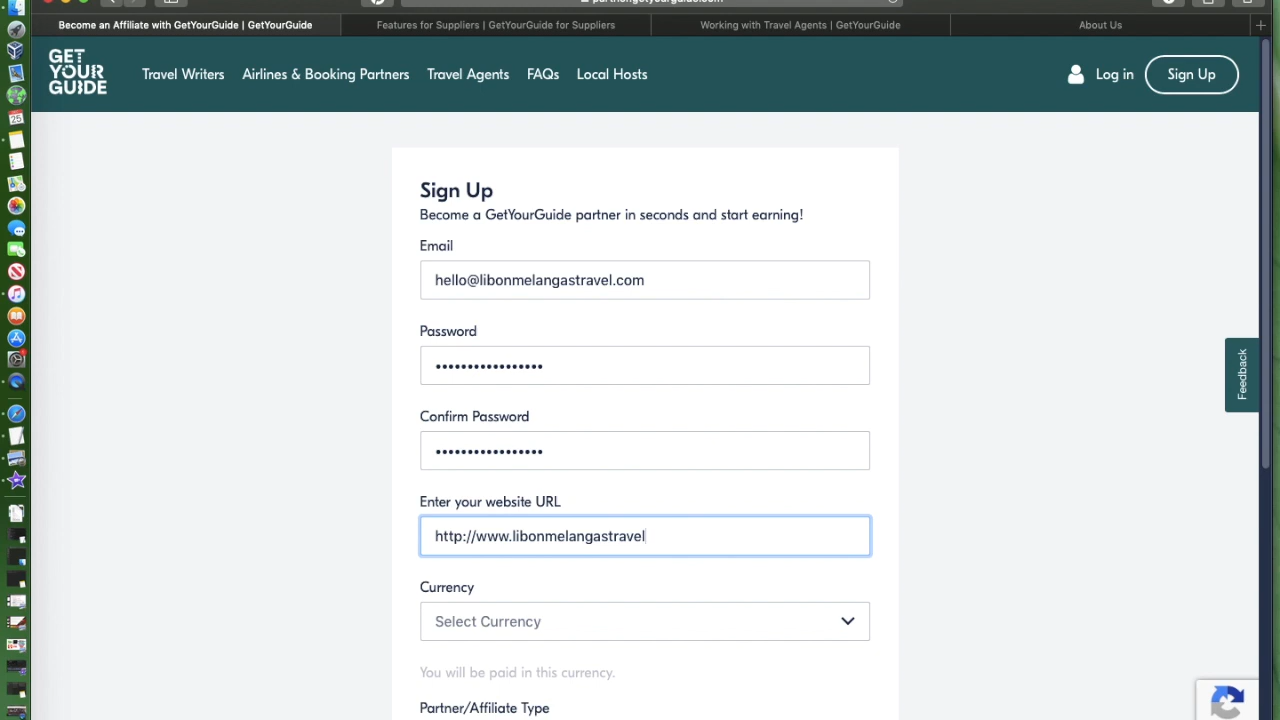 Become an Affiliate with GetYourGuide | GetYourGuide
Features for Suppliers | GetYourGuide for Suppliers
Working with Travel Agents | GetYourGuide
About Us
GET YOUR GUIDE
Travel Writers
Airlines & Booking Partners
Travel Agents
FAQs
Local Hosts
Log in
Sign Up
Sign Up
Become a GetYourGuide partner in seconds and start earning!
Email
hello@libonmelangastravel.com
Password
Confirm Password
Enter your website URL
http://www.libonmelangastravel
Currency
Select Currency
You will be paid in this currency.
Partner/Affiliate Type
Feedback
25